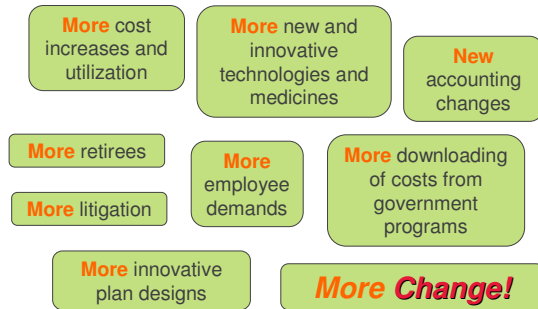 More cost
increases and
utilization
More new and
innovative
technologies and
medicines
New
accounting
changes
More retirees
More
employee
demands
More downloading
of costs from
government
programs
More litigation
More innovative
plan designs
More Change!